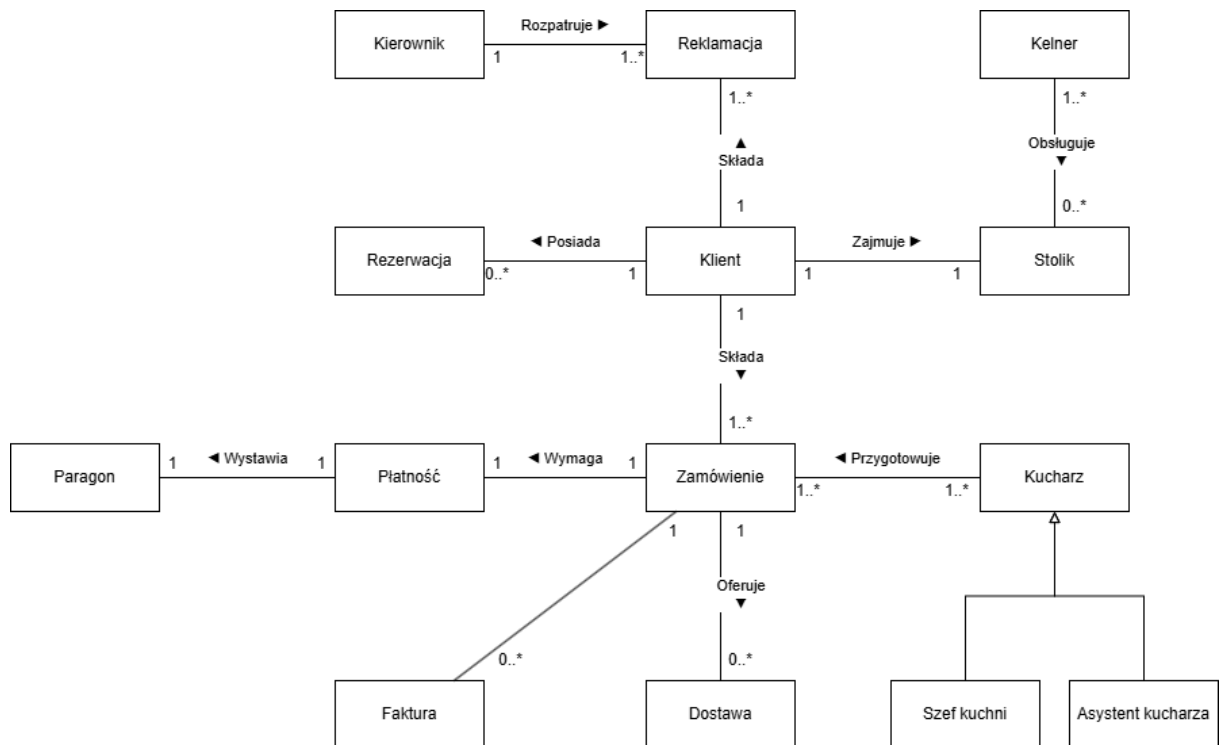 Rozpatruje ►
Kierownik
Reklamacja
Kelner
1
1..*
1..*
1..*
▲
Składa
Obsługuje
▼
1
0..*
◄ Posiada
Zajmuje ►
Rezerwacja
Klient
Stolik
0..*
1
1
1
1
Składa
▼
1..*
◄ Wystawia
◄ Wymaga
◄ Przygotowuje
Paragon
1
1
Płatność
1
1
Zamówienie
1..*
1..*
Kucharz
1
1
Oferuje
▼
0..*
0..*
Faktura
Dostawa
Szef kuchni
Asystent kucharza